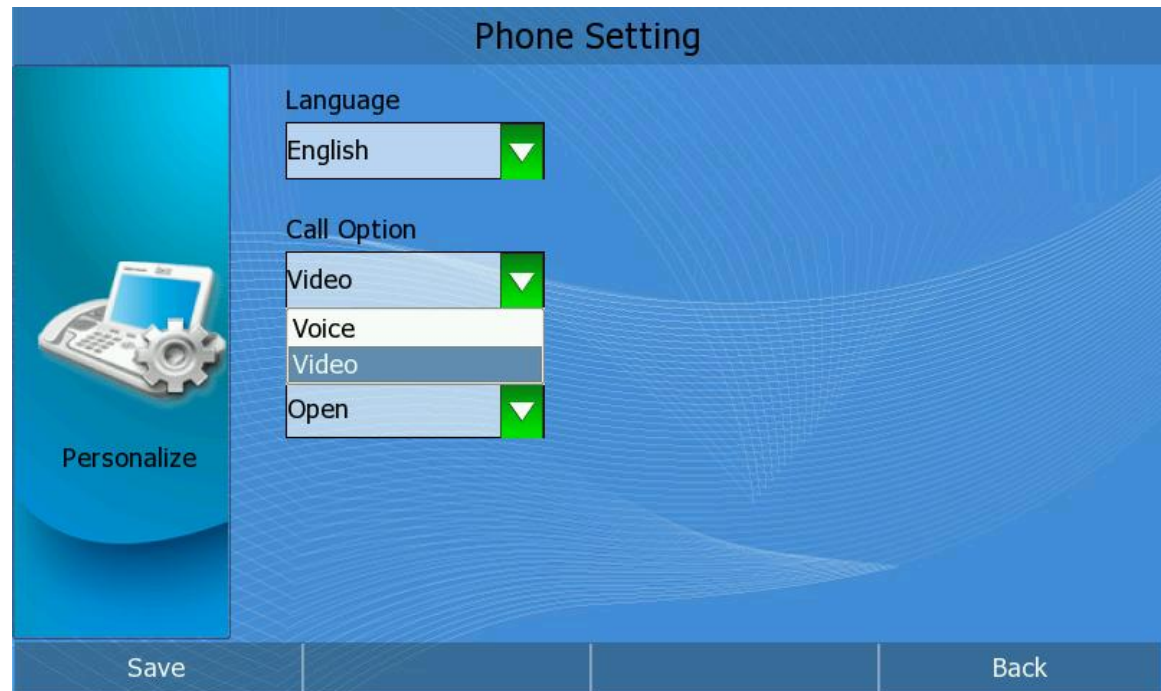 Phone Setting
Language
English
Call Option
Video
Voice
Video
Open
Personalize
Save
Back